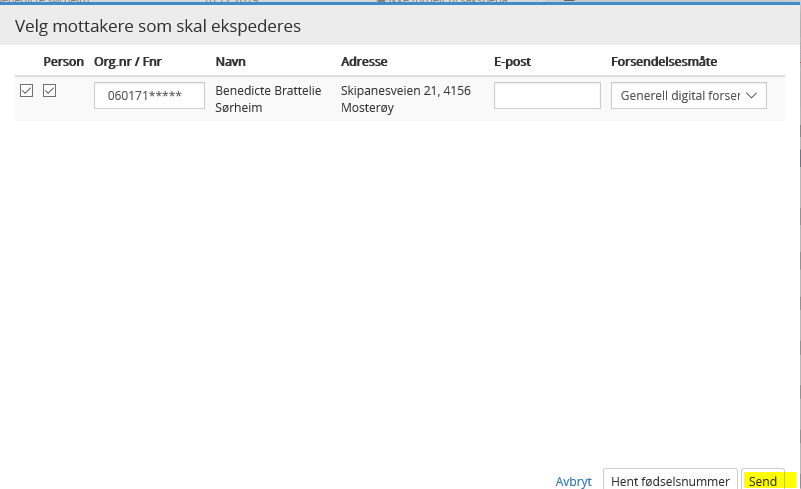 Velg mottakere som skal ekspederes
Person Org.nr / Fnr Navn Adresse E-post Forsendelsesmåte
060171***** Benedicte Brattelie Skipanesveien 21, 4156 Generell digital forser
Sørheim Mosterøy
Avbryt Hent fødselsnummer Send